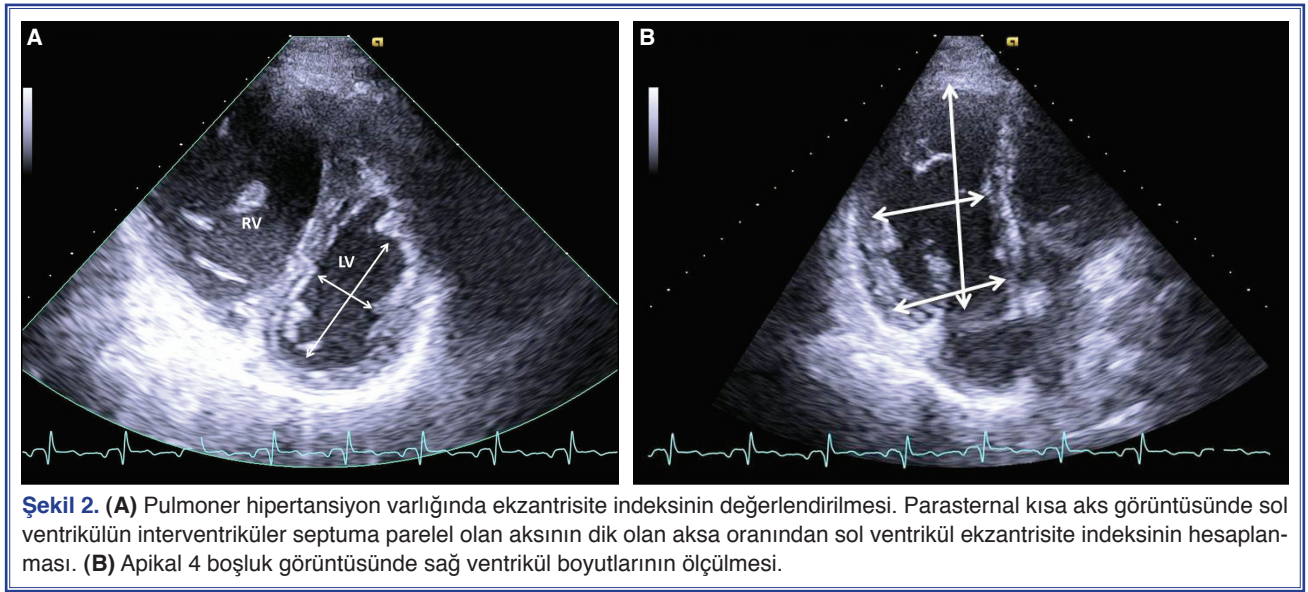 A
B
RV
LV
Şekil 2. (A) Pulmoner hipertansiyon varlığında ekzantrisite indeksinin değerlendirilmesi. Parasternal kısa aks görüntüsünde sol
ventrikülün interventriküler septuma parelel olan aksının dik olan aksa oranından sol ventrikül ekzantrisite indeksinin hesaplan-
ması. (B) Apikal 4 boşluk görüntüsünde sağ ventrikül boyutlarının ölçülmesi.